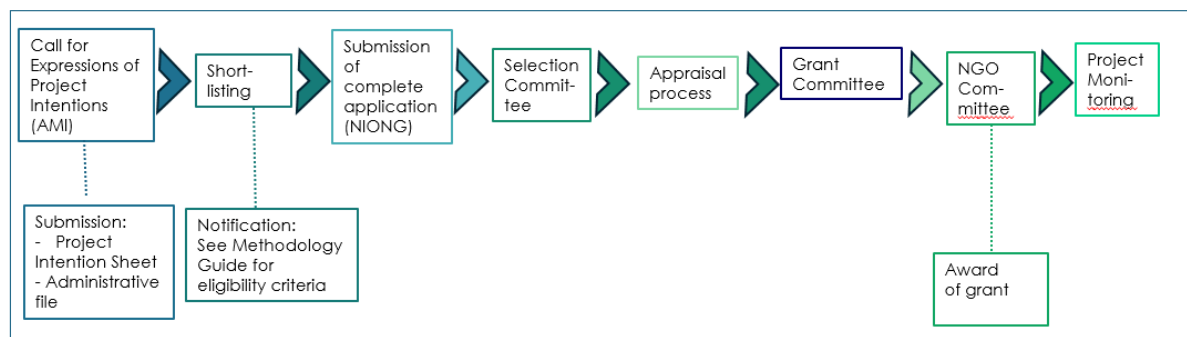 Call for
Expressions of
Project
Intentions
(AMI)
Short-
listing
Submission
of
complete
application
(NIONG)
Selection
Commit-
tee
Appraisal
process
Grant
Committee
NGO
Com-
mittee
Project
Moni-
toring
Submission:
- Project
Intention Sheet
- Administrative
file
Notification:
See Methodology
Guide for
eligibility criteria
Award
of grant